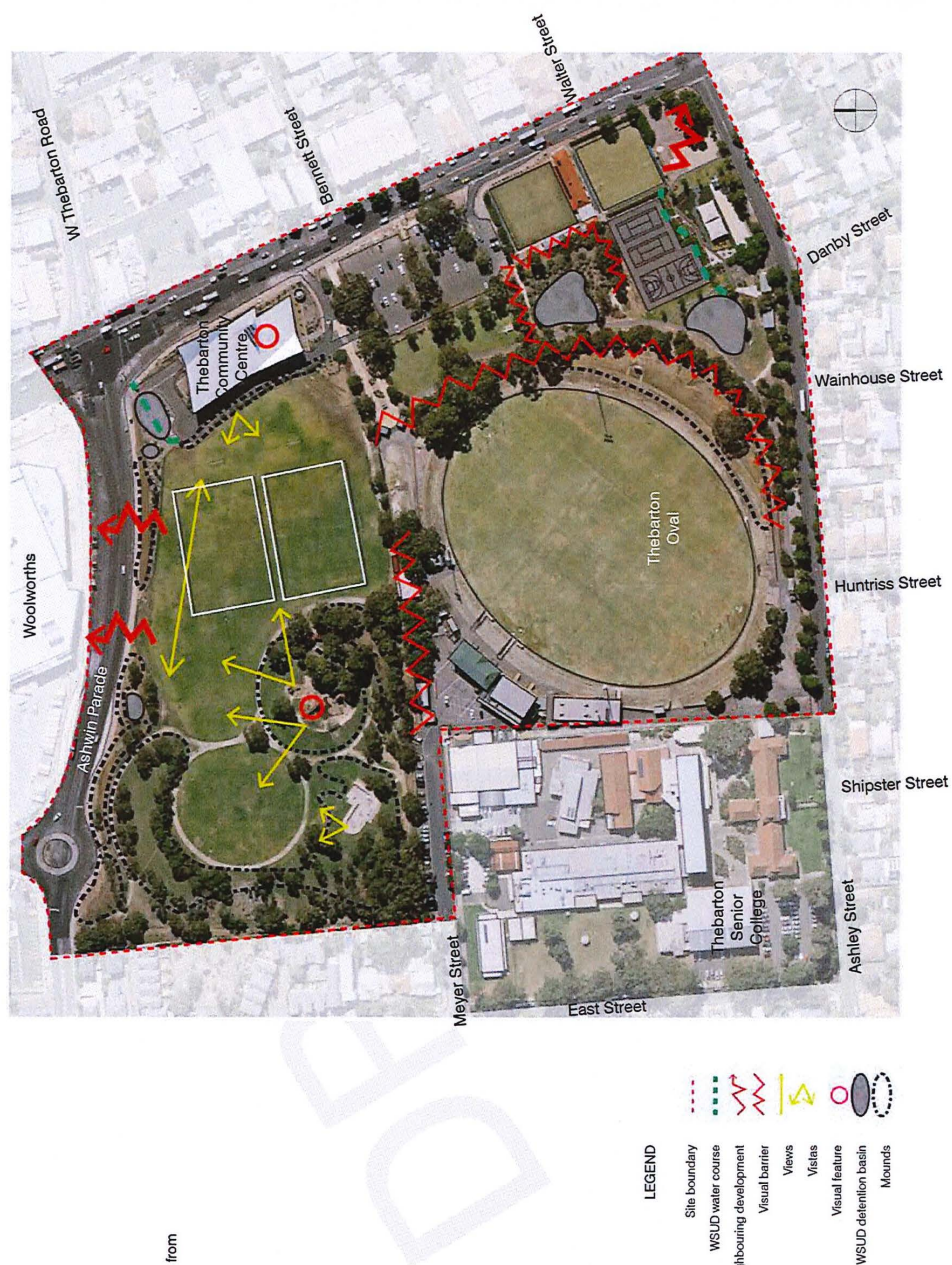 W Thebarton Road
Bennett Street
Walter Street
Woolworths
Ashwin Parade
Thebarton
Community
Centre
Danby Street
Wainhouse Street
Thebarton
Oval
Huntriss Street
Shipster Street
Thebarton
Senior
College
Ashley Street
Meyer Street
East Street
from
LEGEND
Site boundary
WSUD water course
hbouring development
Visual barrier
Views
Vistas
Visual feature
WSUD detention basin
Mounds